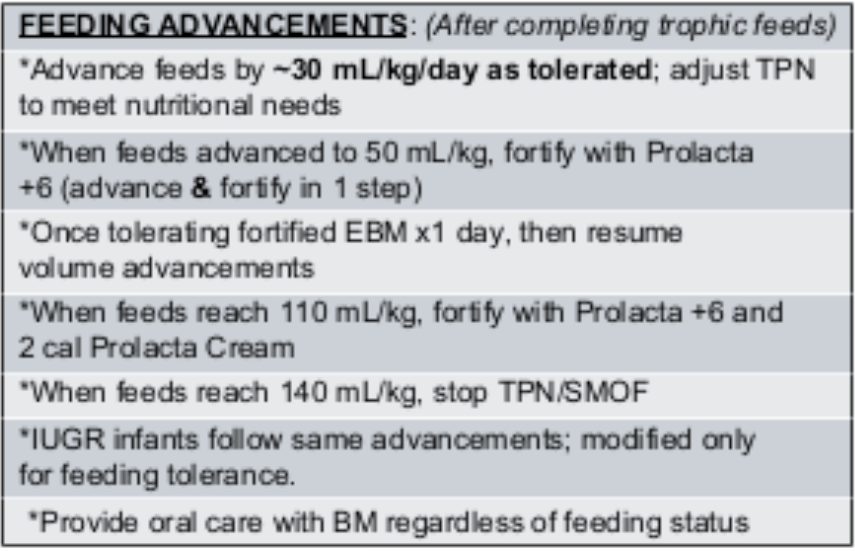 FEEDING ADVANCEMENTS: (After completing trophic feeds)
*Advance feeds by ~30 mL/kg/day as tolerated; adjust TPN
to meet nutritional needs
*When feeds advanced to 50 mL/kg, fortify with Prolacta
+6 (advance & fortify in 1 step)
*Once tolerating fortified EBM x1 day, then resume
volume advancements
*When feeds reach 110 mL/kg, fortify with Prolacta +6 and
2 cal Prolacta Cream
*When feeds reach 140 mL/kg, stop TPN/SMOF
*IUGR infants follow same advancements; modified only
for feeding tolerance.
*Provide oral care with BM regardless of feeding status